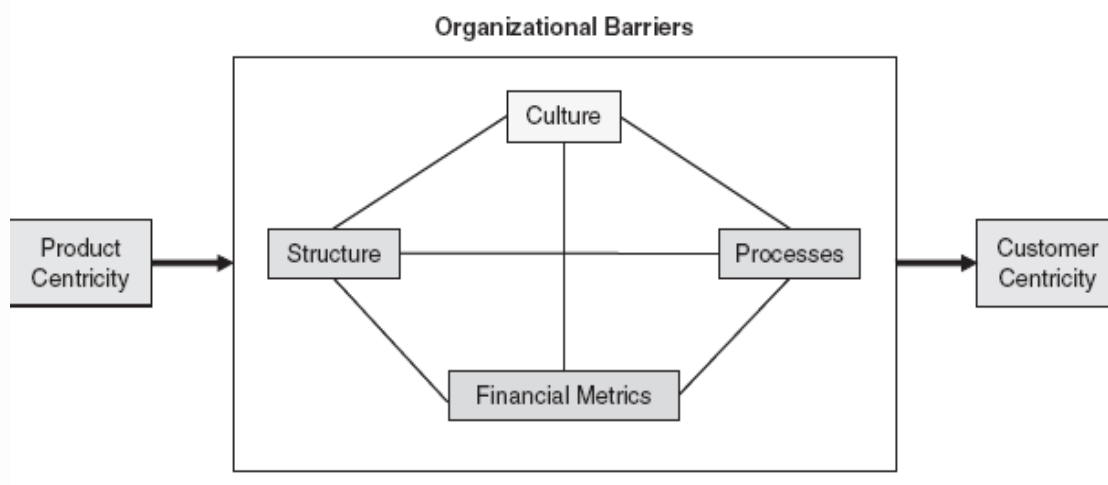 Organizational Barriers
Culture
Product
Centricity
Structure
Processes
Customer
Centricity
Financial Metrics